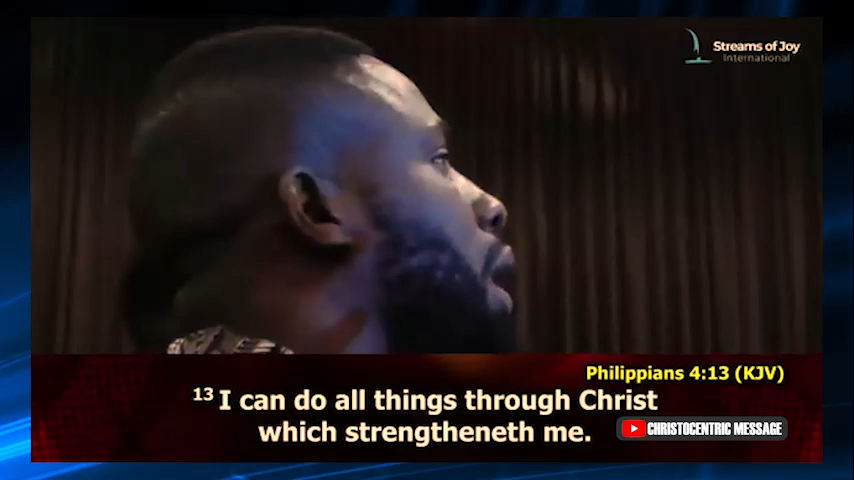 Streams of Joy
International
Philippians 4:13 (KJV)
13 I can do all things through Christ
which strengtheneth me.
CHRISTOCENTRIC MESSAGE